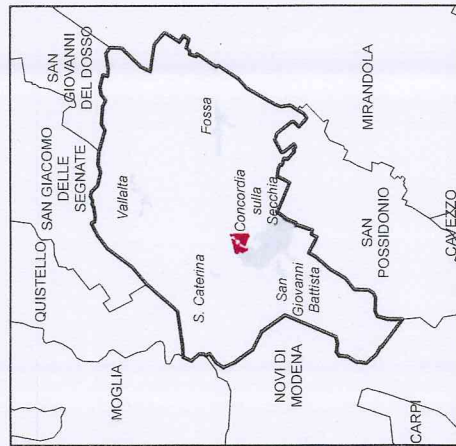 SAN
GIOVANNI
DEL DOSSO
SAN GIACOMO
DELLE
SEGNATE
QUISTELLO
MOGLIA
Vallalta
Fossa
S. Caterina
Concordia
sulla
Secchia
San
Giovanni
Battista
MIRANDOLA
SAN
POSSIDONIO
CAVEZZO
NOVI DI
MODENA
CARPI